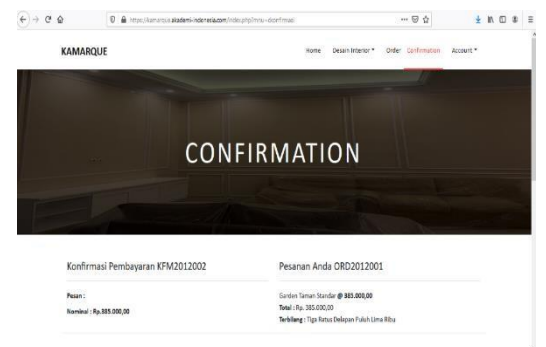 https://kamarque.akademi-indonesia.com/index.php?mnu=konfirmasi
KAMARQUE
Home Desain Interior Order Confirmation Account
CONFIRMATION
Konfirmasi Pembayaran KFM2012002
Pesan :
Nominal : Rp.385.000,00
Pesanan Anda ORD2012001
Garden Taman Standar @ 385.000,00
Total : Rp. 385.000,00
Terbilang : Tiga Ratus Delapan Puluh Lima Ribu